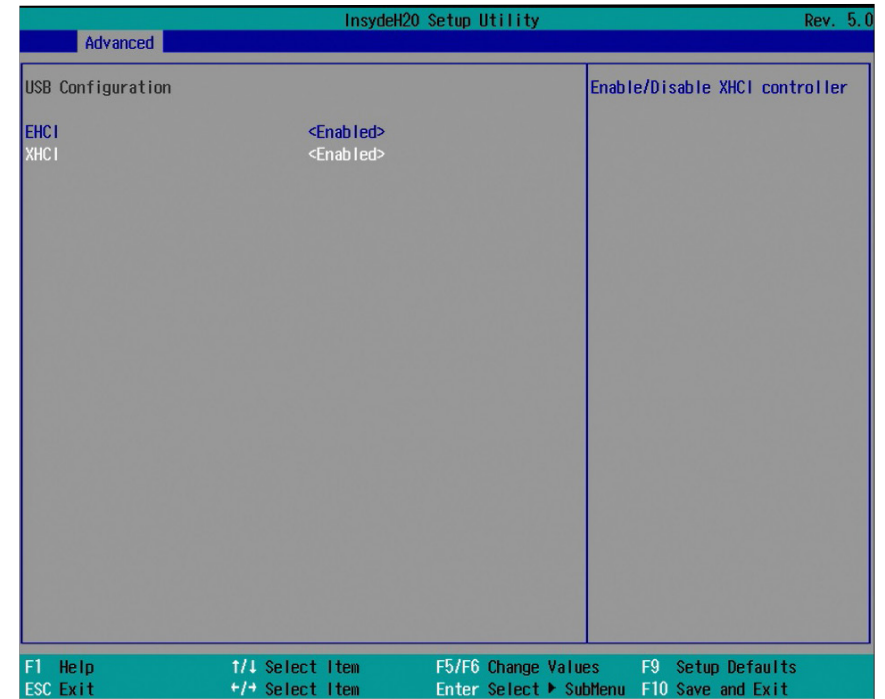 InsydeH20 Setup Utility Rev. 5.0
Advanced
USB Configuration
Enable/Disable XHCI controller
EHCI <Enabled>
XHCI <Enabled>
F1 Help ↑/↓ Select Item F5/F6 Change Values F9 Setup Defaults
ESC Exit ←/→ Select Item Enter Select ▶ SubMenu F10 Save and Exit